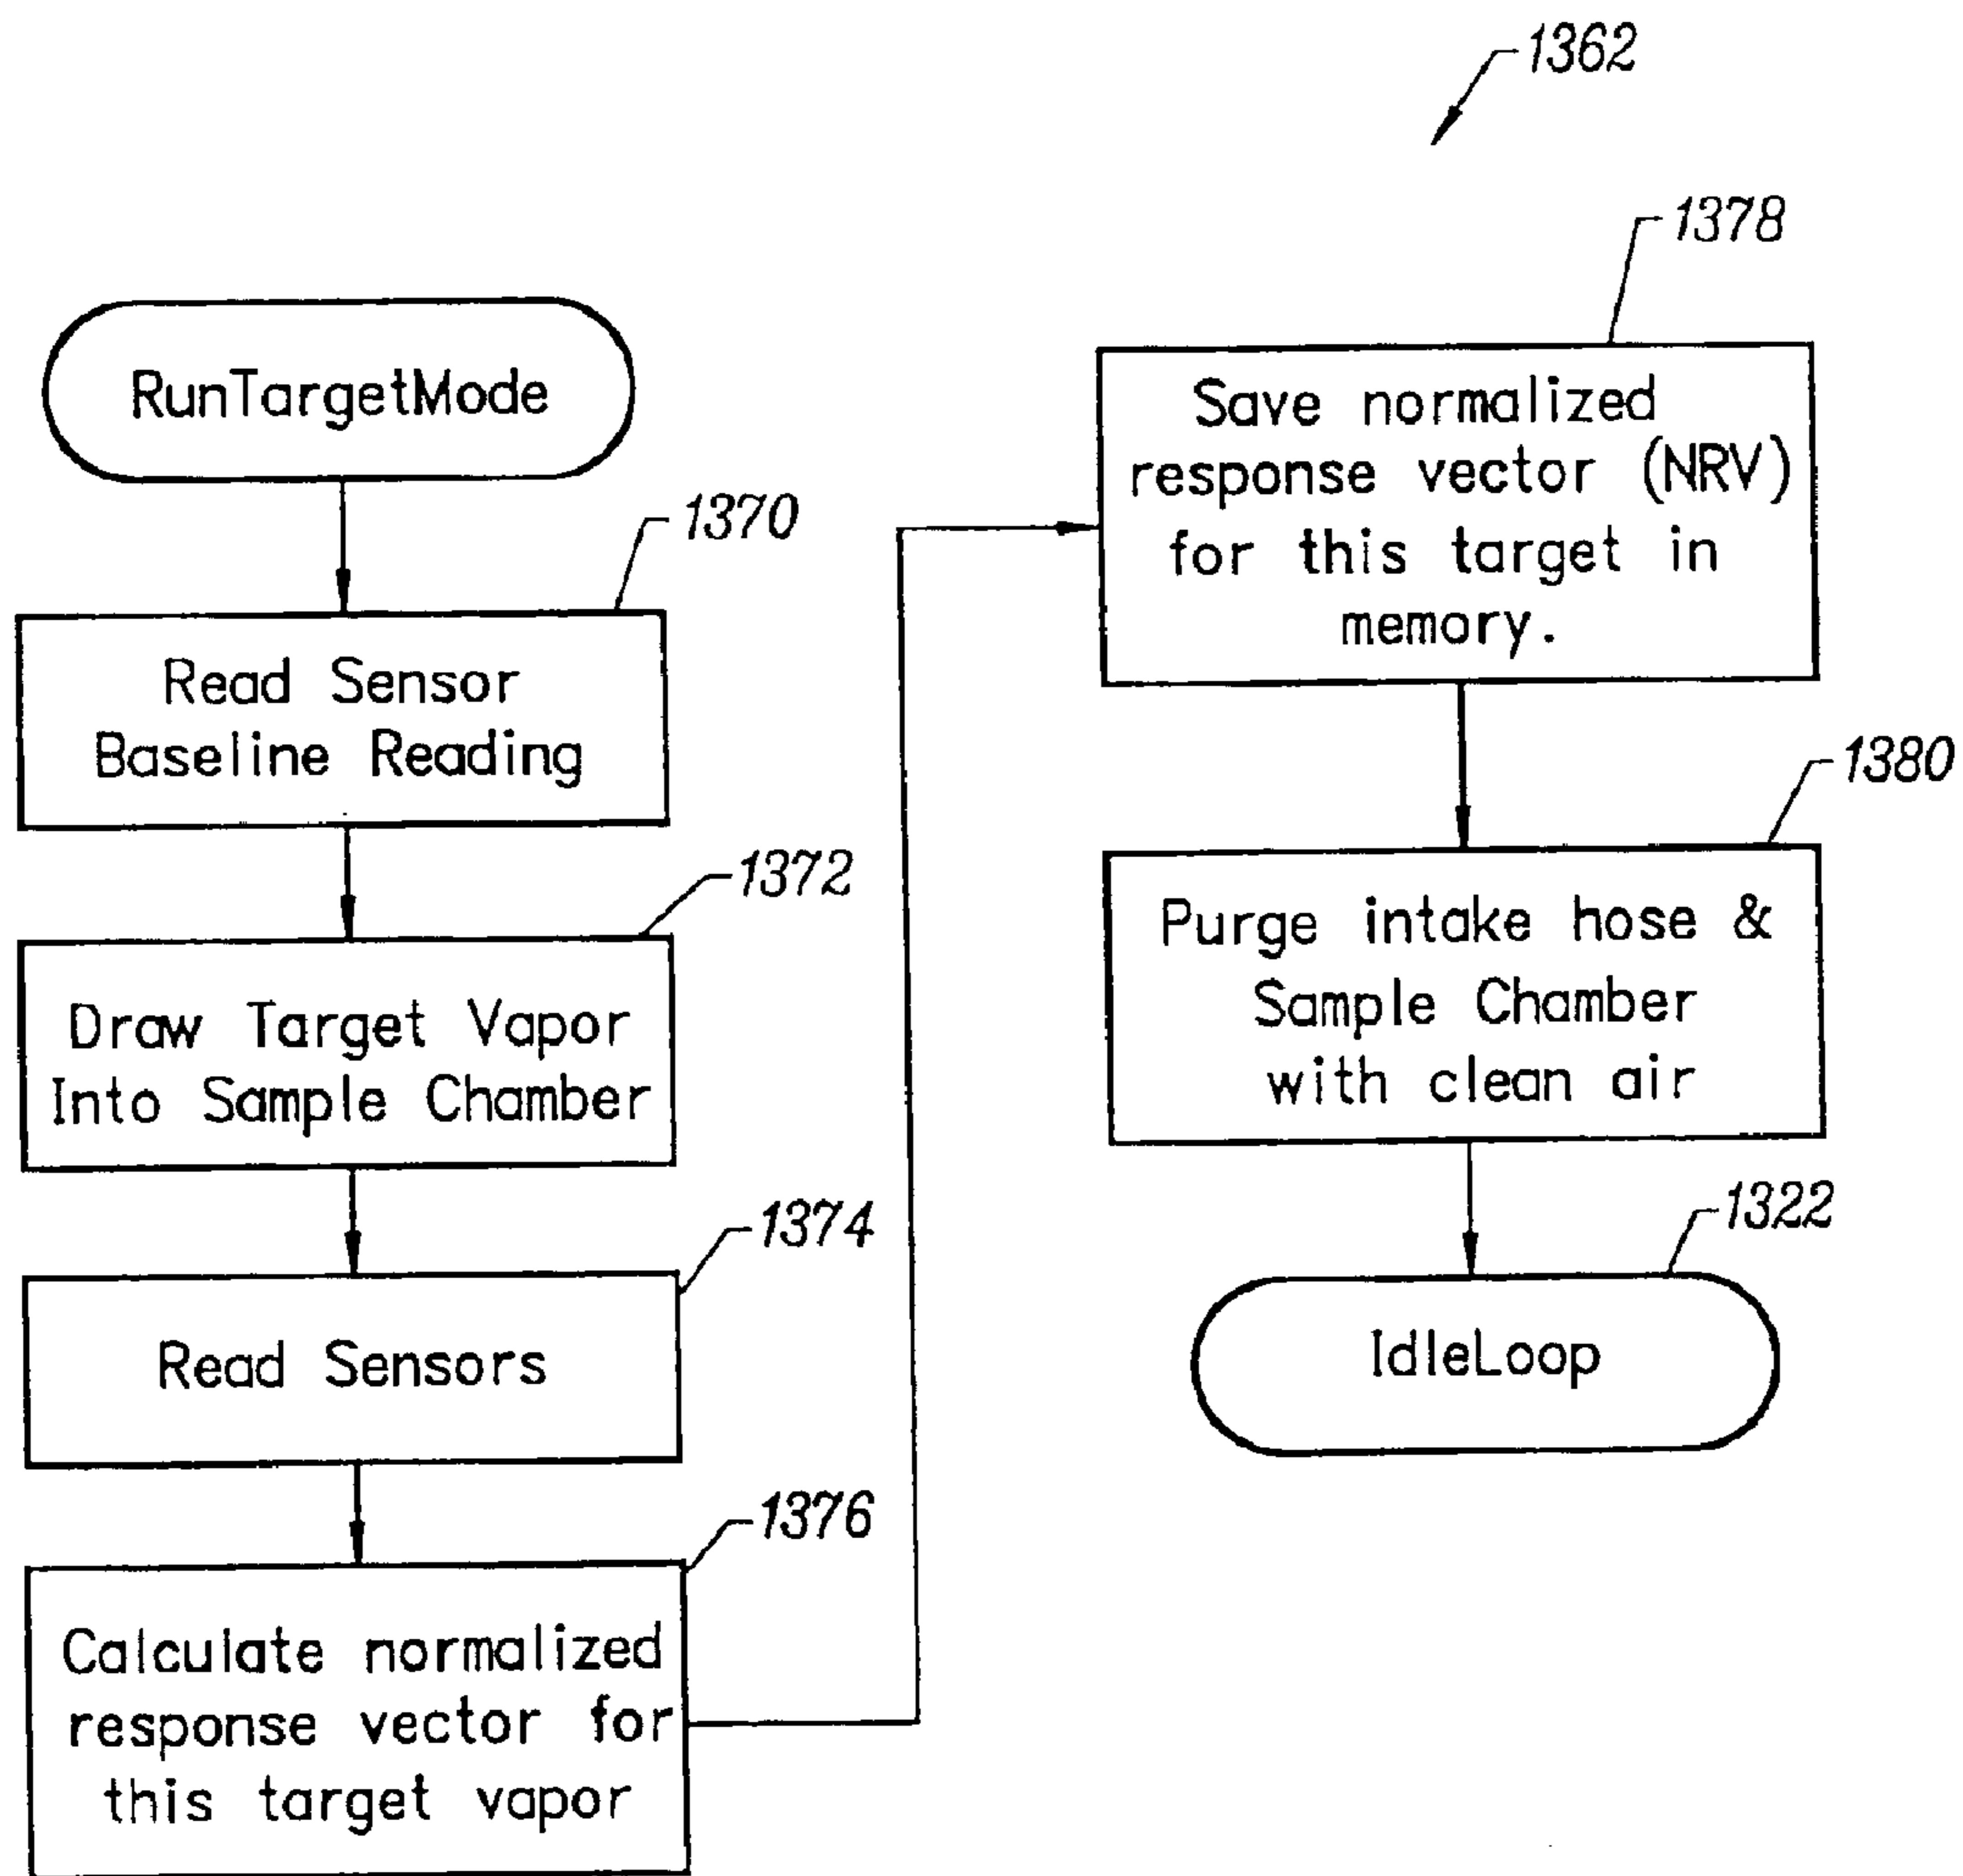 RunTargetMode
1370
Read Sensor
Baseline Reading
1372
Draw Target Vapor
Into Sample Chamber
1374
Read Sensors
1376
Calculate normalized
response vector for
this target vapor
1362
1378
Save normalized
response vector (NRV)
for this target in
memory.
1380
Purge intake hose &
Sample Chamber
with clean air
1322
IdleLoop